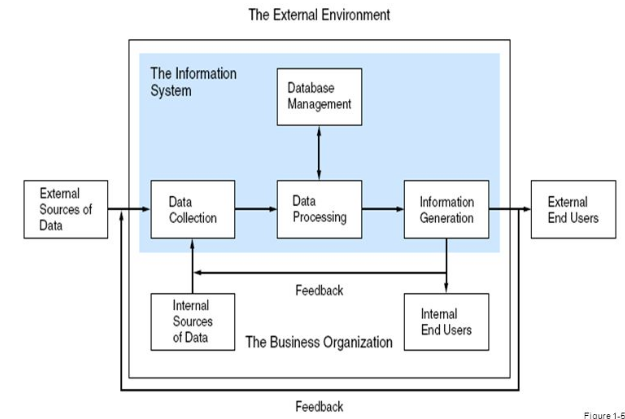 The External Environment
The Information
System
Database
Management
External
Sources of
Data
Data
Collection
Data
Processing
Information
Generation
External
End Users
Feedback
Internal
Sources
of Data
Internal
End Users
The Business Organization
Feedback
Figure 1-6